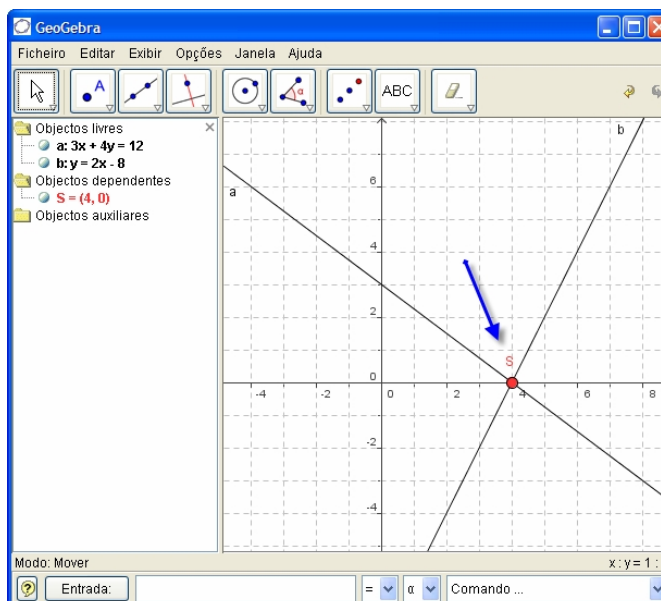 GeoGebra
Ficheiro Editar Exibir Opções Janela Ajuda
A α ABC
Objectos livres
a: 3x + 4y = 12
b: y = 2x - 8
Objectos dependentes
S = (4, 0)
Objectos auxiliares
b
a
S
6
4
2
0
-2
-4
-4 -2 0 2 4 6 8
Modo: Mover
x : y = 1 :
Entrada:
= α Comando ...